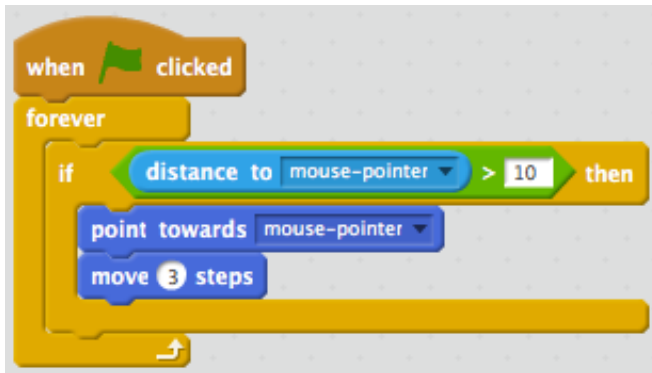 when clicked
forever
if distance to mouse-pointer > 10 then
point towards mouse-pointer
move 3 steps